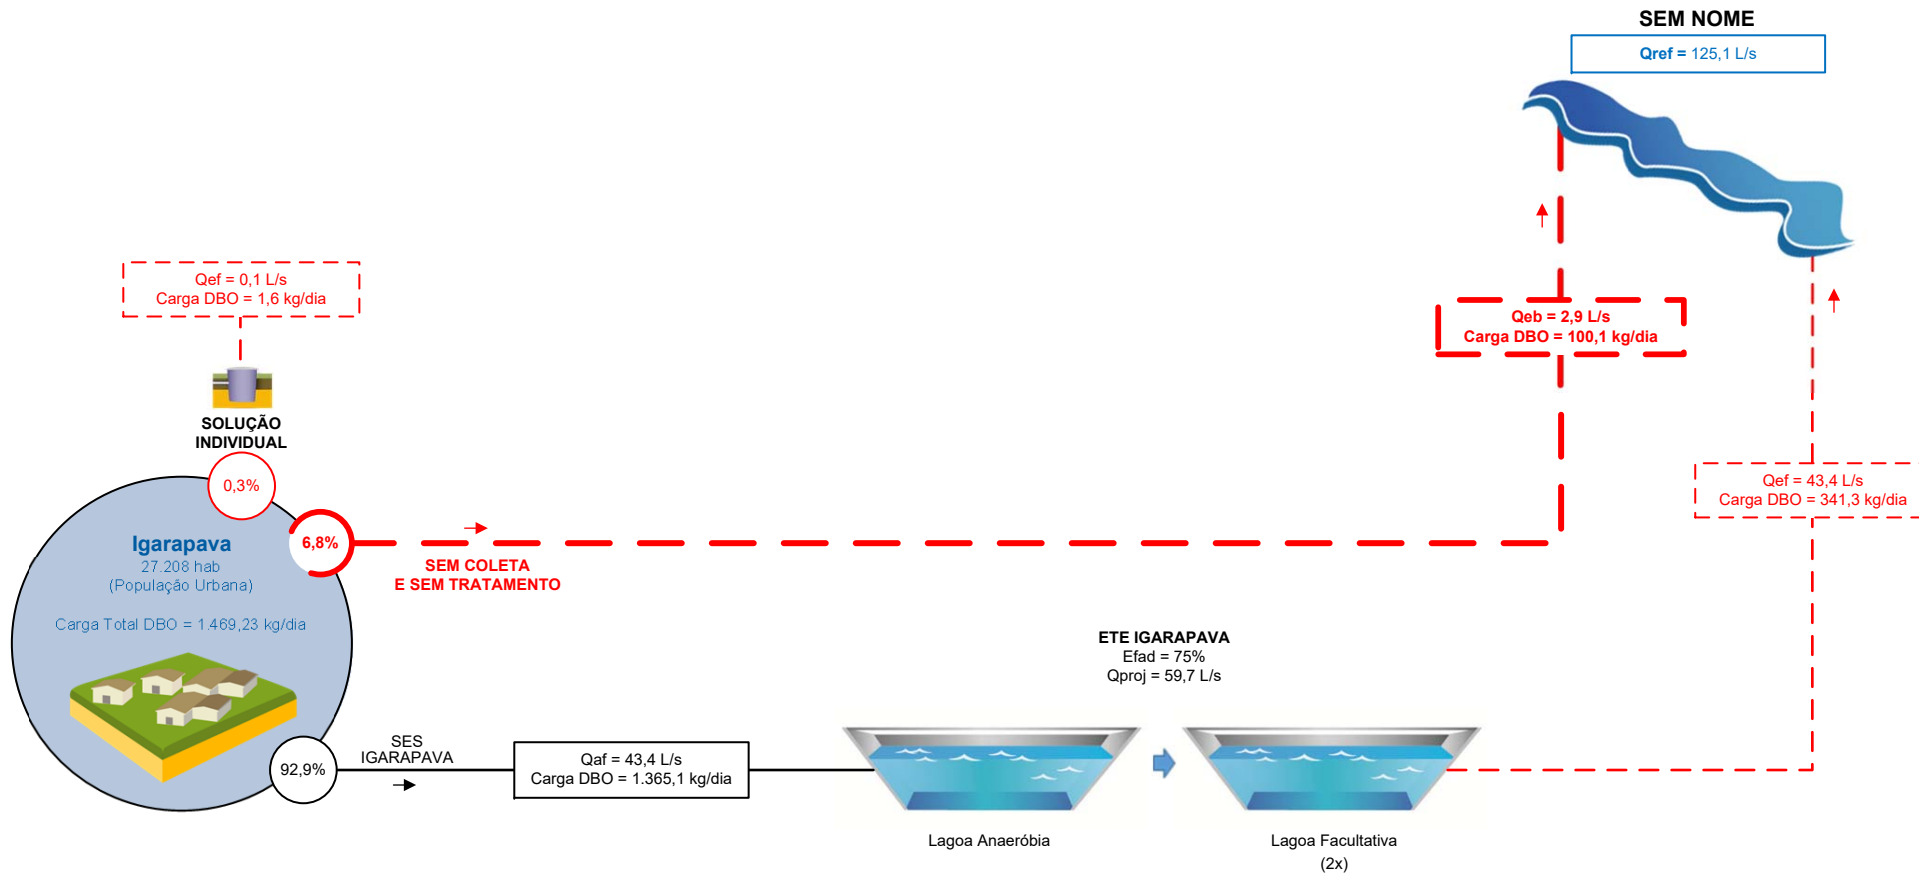 SEM NOME
Qref = 125,1 L/s
Qef = 0,1 L/s
Carga DBO = 1,6 kg/dia
Qeb = 2,9 L/s
Carga DBO = 100,1 kg/dia
SOLUÇÃO
INDIVIDUAL
0,3%
Qef = 43,4 L/s
Carga DBO = 341,3 kg/dia
6,8%
Igarapava
27.208 hab
(População Urbana)
Carga Total DBO = 1.469,23 kg/dia
SEM COLETA
E SEM TRATAMENTO
ETE IGARAPAVA
Efad = 75%
Qproj = 59,7 L/s
92,9%
SES
IGARAPAVA
Qaf = 43,4 L/s
Carga DBO = 1.365,1 kg/dia
Lagoa Anaeróbia
Lagoa Facultativa
(2x)